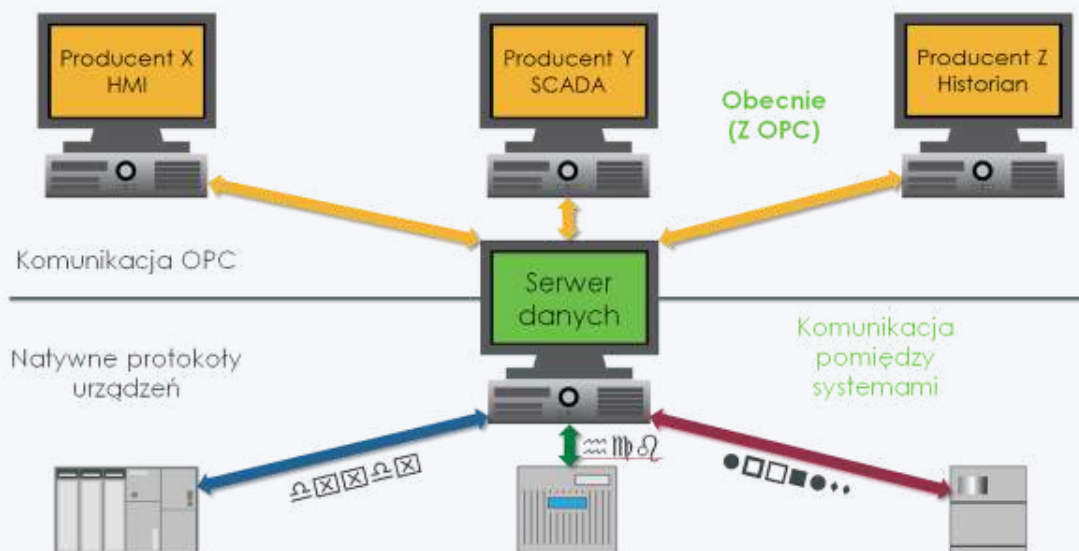 Producent X
HMI
Producent Y
SCADA
Producent Z
Historian
Obecnie
(Z OPC)
Komunikacja OPC
Serwer
danych
Natywne protokoły
urządzeń
Komunikacja
pomiędzy
systemami
♎☒☒♎☒
♒♍♌
●❑□■●⬧⬧